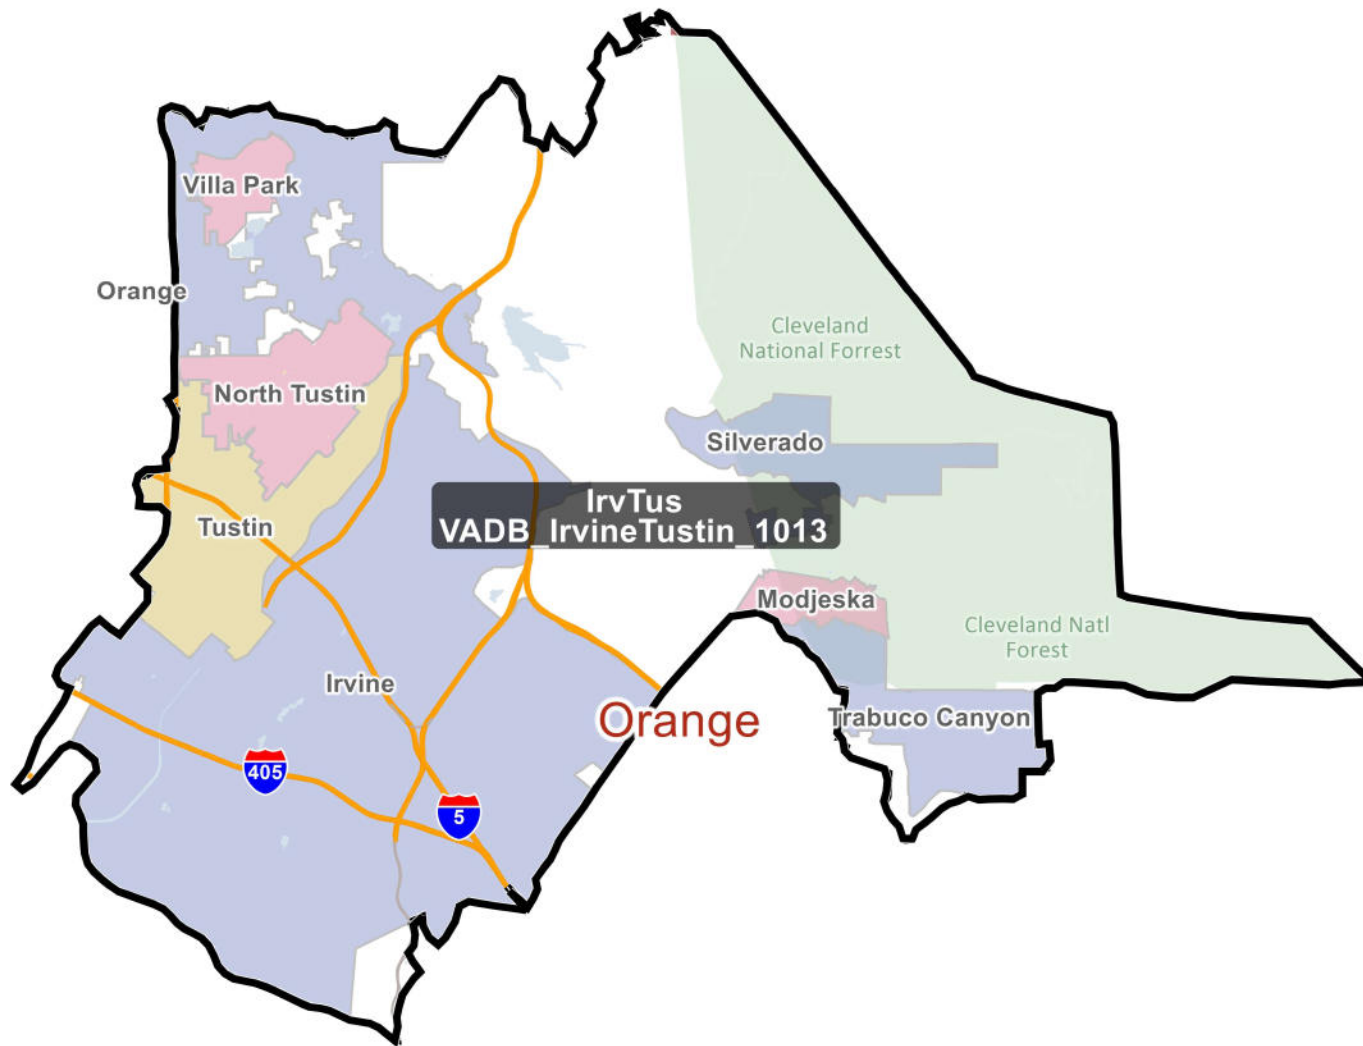 Villa Park
Orange
Cleveland
National Forrest
North Tustin
Silverado
IrvTus
VADB_IrvineTustin_1013
Tustin
Modjeska
Cleveland Natl
Forest
Irvine
Orange
Trabuco Canyon
405
5